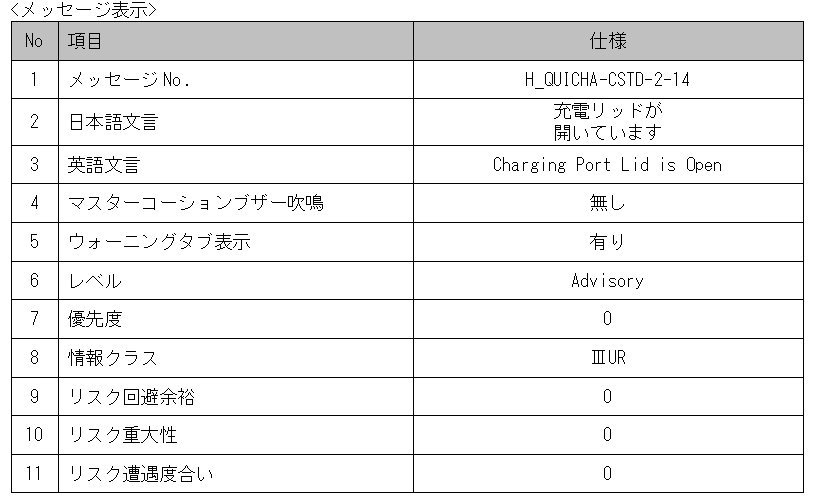 <メッセージ表示>
No 項目 仕様
1 メッセージNo. H_QUICHA-CSTD-2-14
2 日本語文言 充電リッドが
開いています
3 英語文言 Charging Port Lid is Open
4 マスターコーションブザー吹鳴 無し
5 ウォーニングタブ表示 有り
6 レベル Advisory
7 優先度 0
8 情報クラス ⅢUR
9 リスク回避余裕 0
10 リスク重大性 0
11 リスク遭遇度合い 0